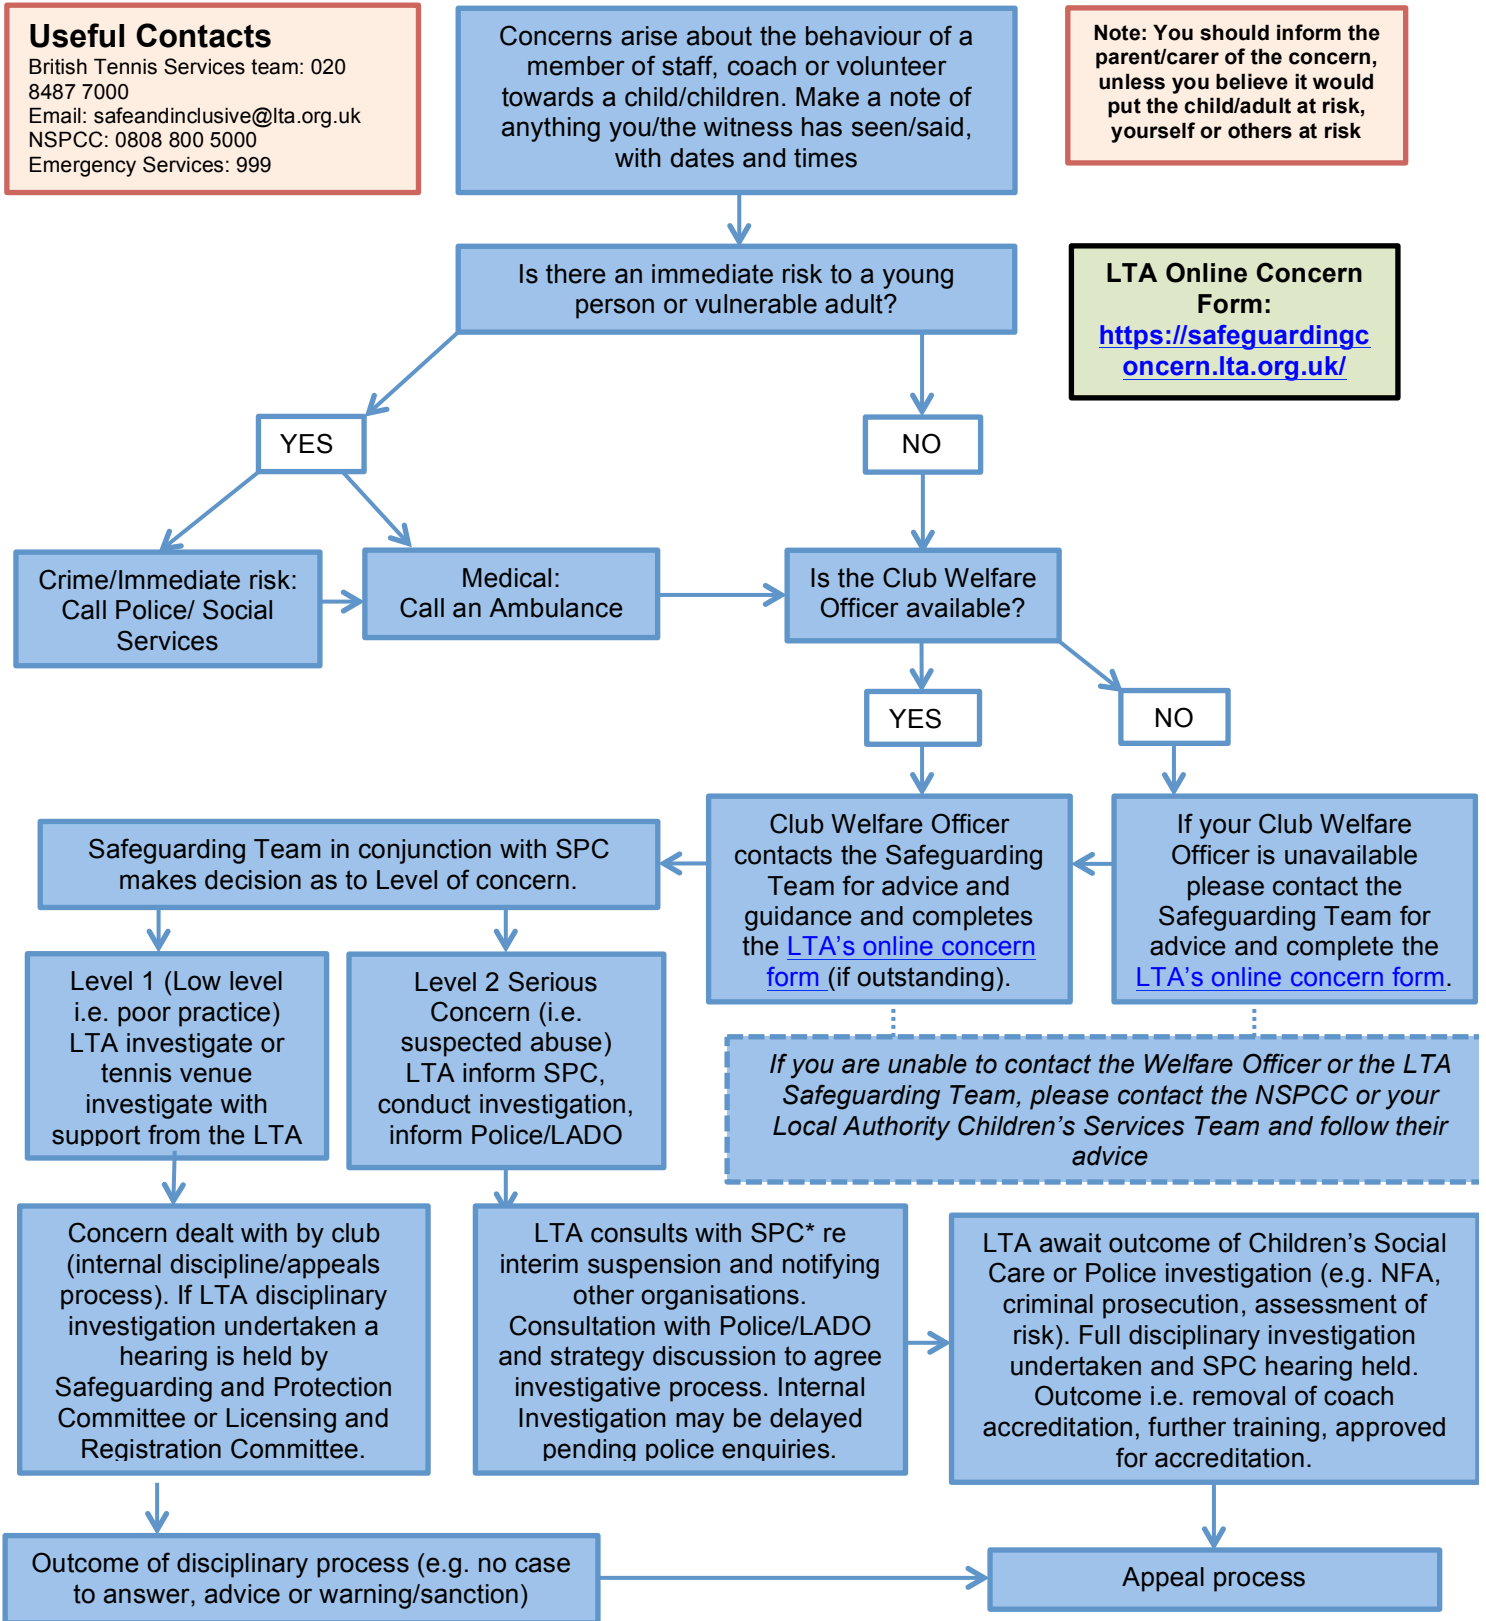 Useful Contacts
British Tennis Services team: 020
8487 7000
Email: safeandinclusive@lta.org.uk
NSPCC: 0808 800 5000
Emergency Services: 999
Concerns arise about the behaviour of a
member of staff, coach or volunteer
towards a child/children. Make a note of
anything you/the witness has seen/said,
with dates and times
Note: You should inform the
parent/carer of the concern,
unless you believe it would
put the child/adult at risk,
yourself or others at risk
Is there an immediate risk to a young
person or vulnerable adult?
LTA Online Concern
Form:
https://safeguardingc
oncern.lta.org.uk/
YES
NO
Crime/Immediate risk:
Call Police/ Social
Services
Medical:
Call an Ambulance
Is the Club Welfare
Officer available?
YES
NO
Safeguarding Team in conjunction with SPC
makes decision as to Level of concern.
Club Welfare Officer
contacts the Safeguarding
Team for advice and
guidance and completes
the LTA's online concern
form (if outstanding).
If your Club Welfare
Officer is unavailable
please contact the
Safeguarding Team for
advice and complete the
LTA's online concern form.
Level 1 (Low level
i.e. poor practice)
LTA investigate or
tennis venue
investigate with
support from the LTA
Level 2 Serious
Concern (i.e.
suspected abuse)
LTA inform SPC,
conduct investigation,
inform Police/LADO
If you are unable to contact the Welfare Officer or the LTA
Safeguarding Team, please contact the NSPCC or your
Local Authority Children's Services Team and follow their
advice
Concern dealt with by club
(internal discipline/appeals
process). If LTA disciplinary
investigation undertaken a
hearing is held by
Safeguarding and Protection
Committee or Licensing and
Registration Committee.
LTA consults with SPC* re
interim suspension and notifying
other organisations.
Consultation with Police/LADO
and strategy discussion to agree
investigative process. Internal
Investigation may be delayed
pending police enquiries.
LTA await outcome of Children's Social
Care or Police investigation (e.g. NFA,
criminal prosecution, assessment of
risk). Full disciplinary investigation
undertaken and SPC hearing held.
Outcome i.e. removal of coach
accreditation, further training, approved
for accreditation.
Outcome of disciplinary process (e.g. no case
to answer, advice or warning/sanction)
Appeal process